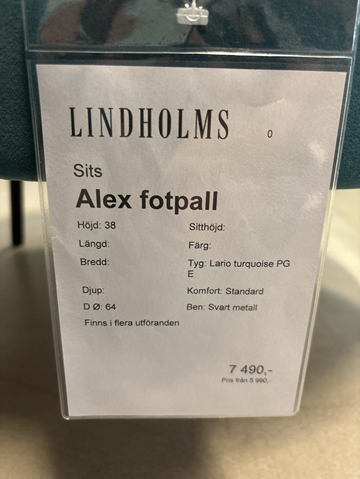 LINDHOLMS 0
Sits
Alex fotpall
Höjd: 38 Sitthöjd:
Längd: Färg:
Bredd: Tyg: Lario turquoise PG
E
Djup: Komfort: Standard
D Ø: 64 Ben: Svart metall
Finns i flera utföranden
7 490,-
Pris från 5 990,-